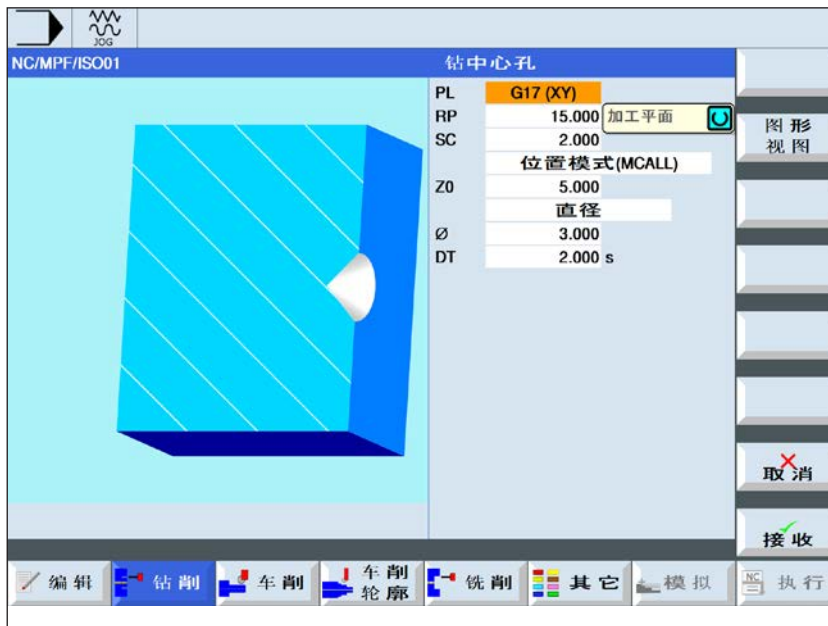 JOG
NC/MPF/ISO01
钻中心孔
PL G17 (XY)
RP 15.000 加工平面
SC 2.000
位置模式(MCALL)
Z0 5.000
直径
Ø 3.000
DT 2.000 s
图形
视图
取消
接收
编辑
钻削
车削
车削
轮廓
铣削
其它
模拟
NC
执行